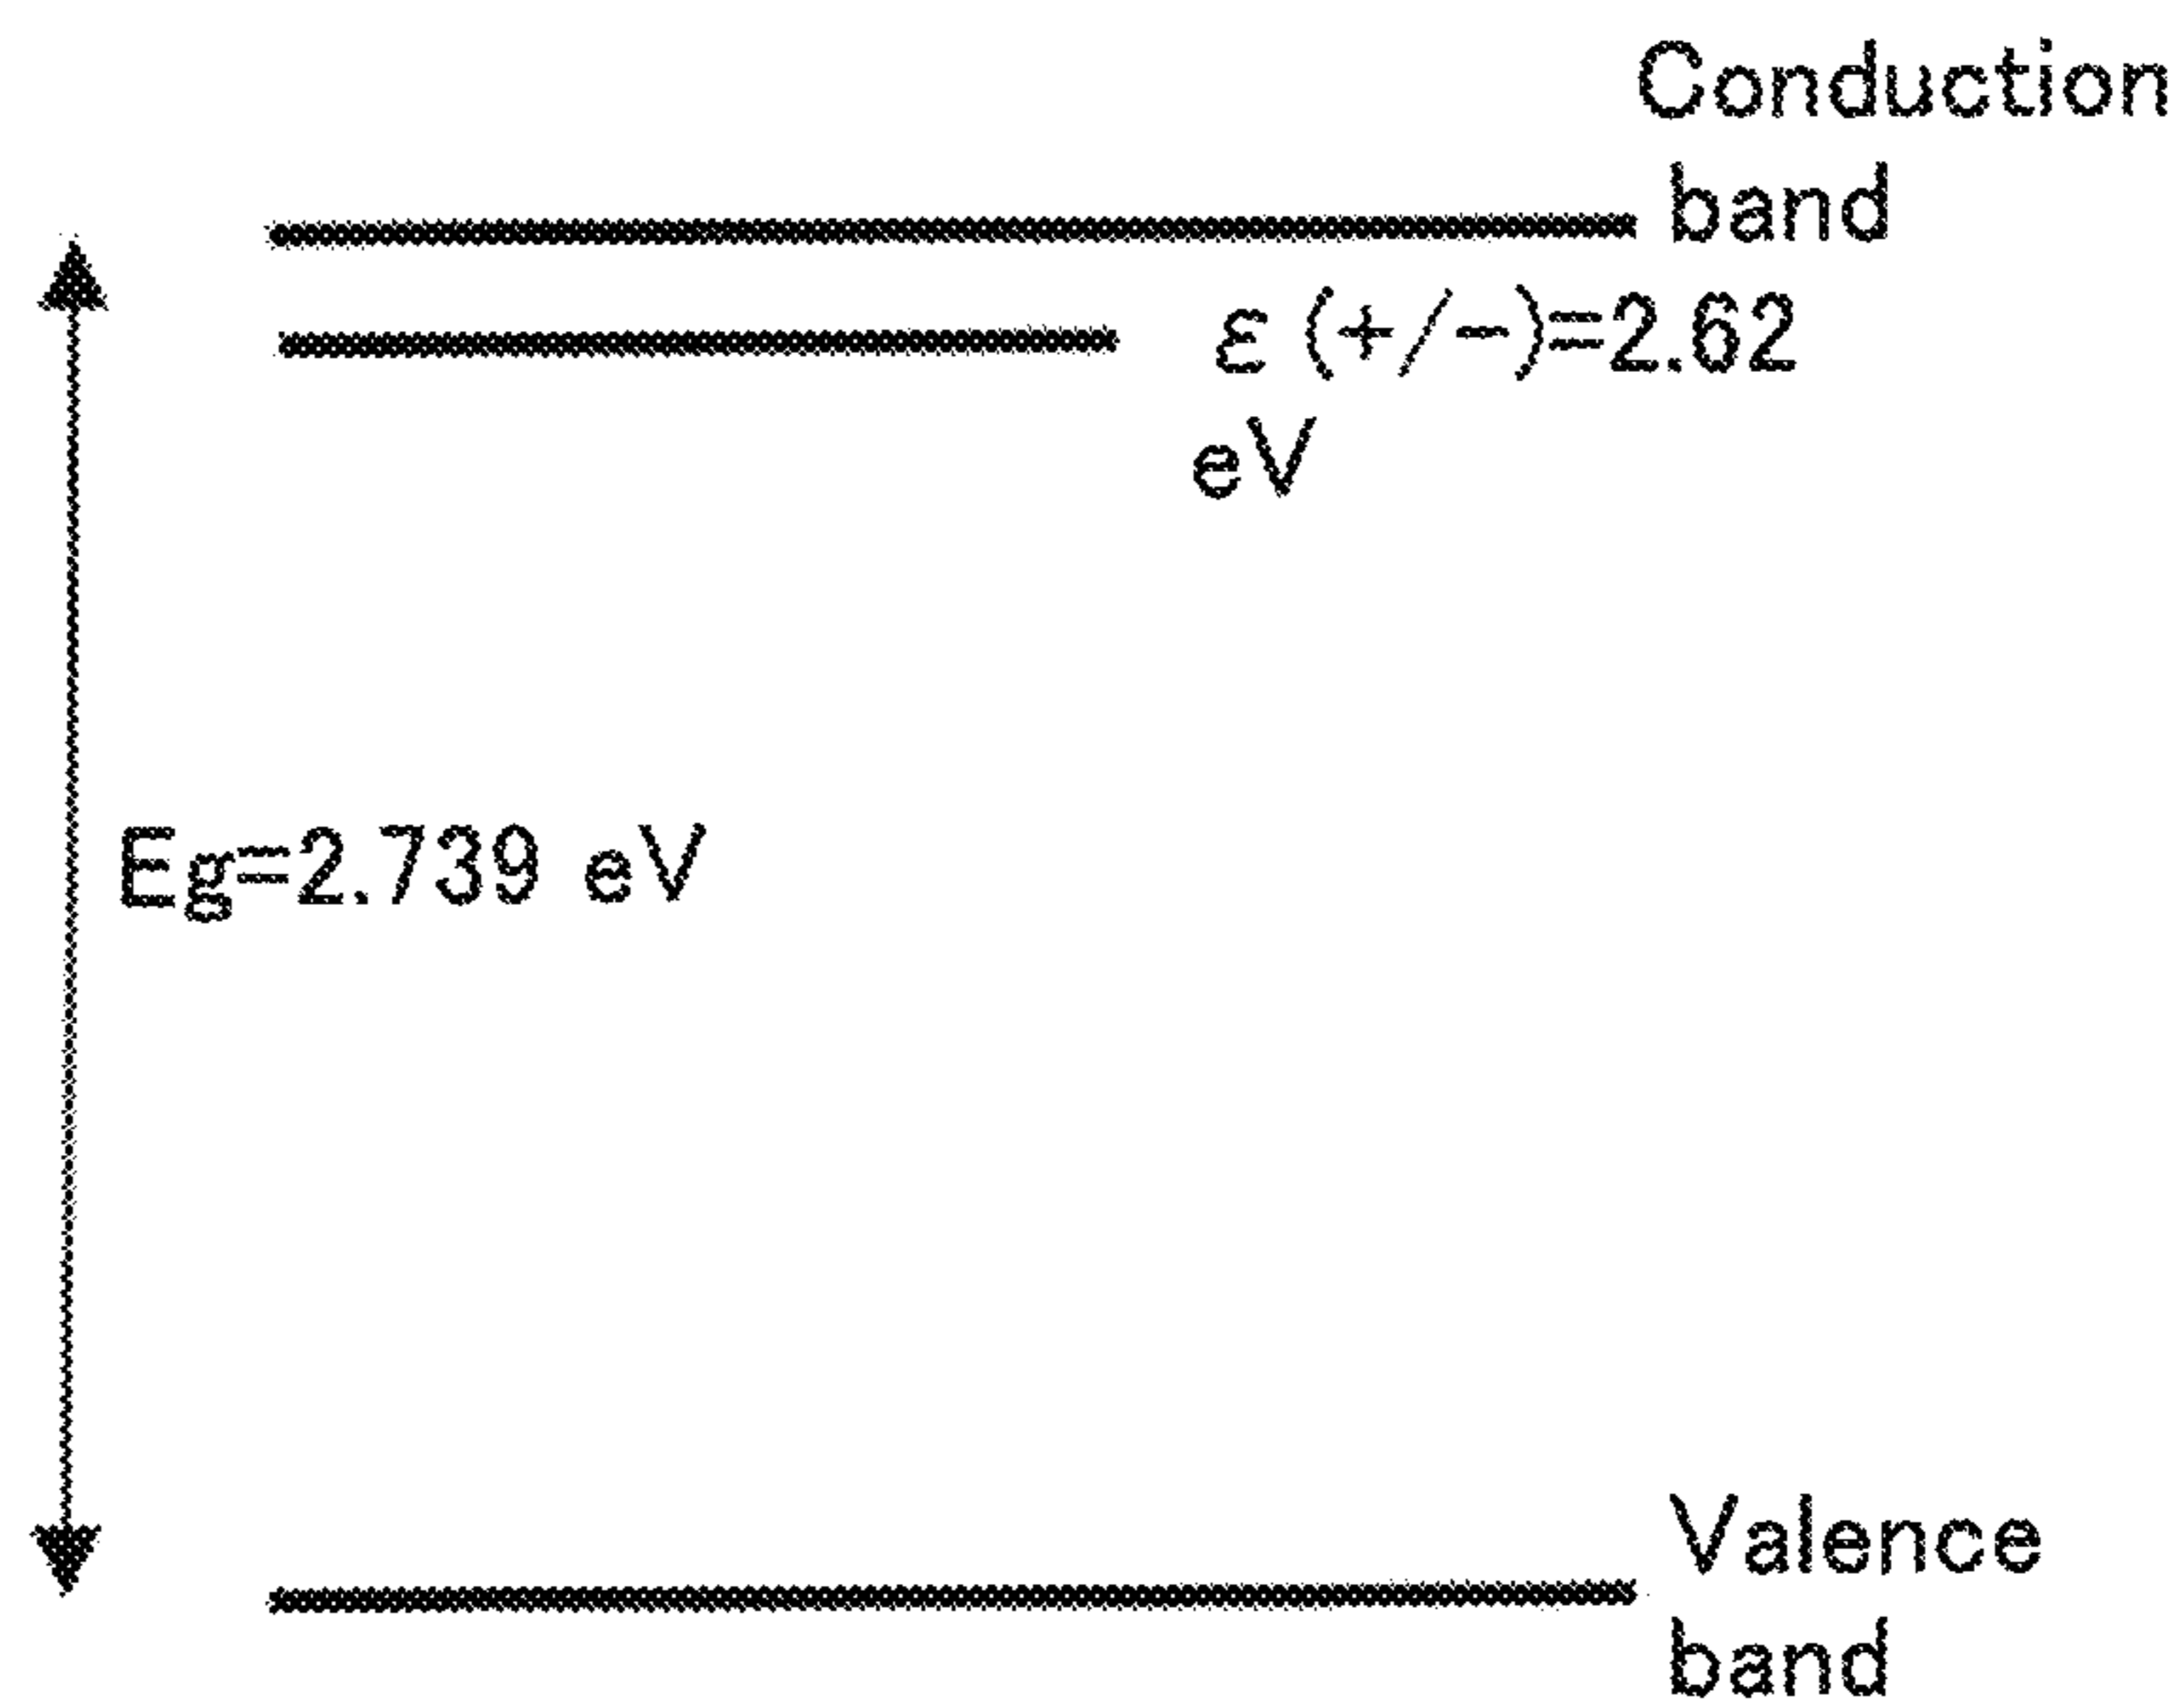 Conduction
band
ε (+/−)=2.62
eV
Eg=2.739 eV
Valence
band